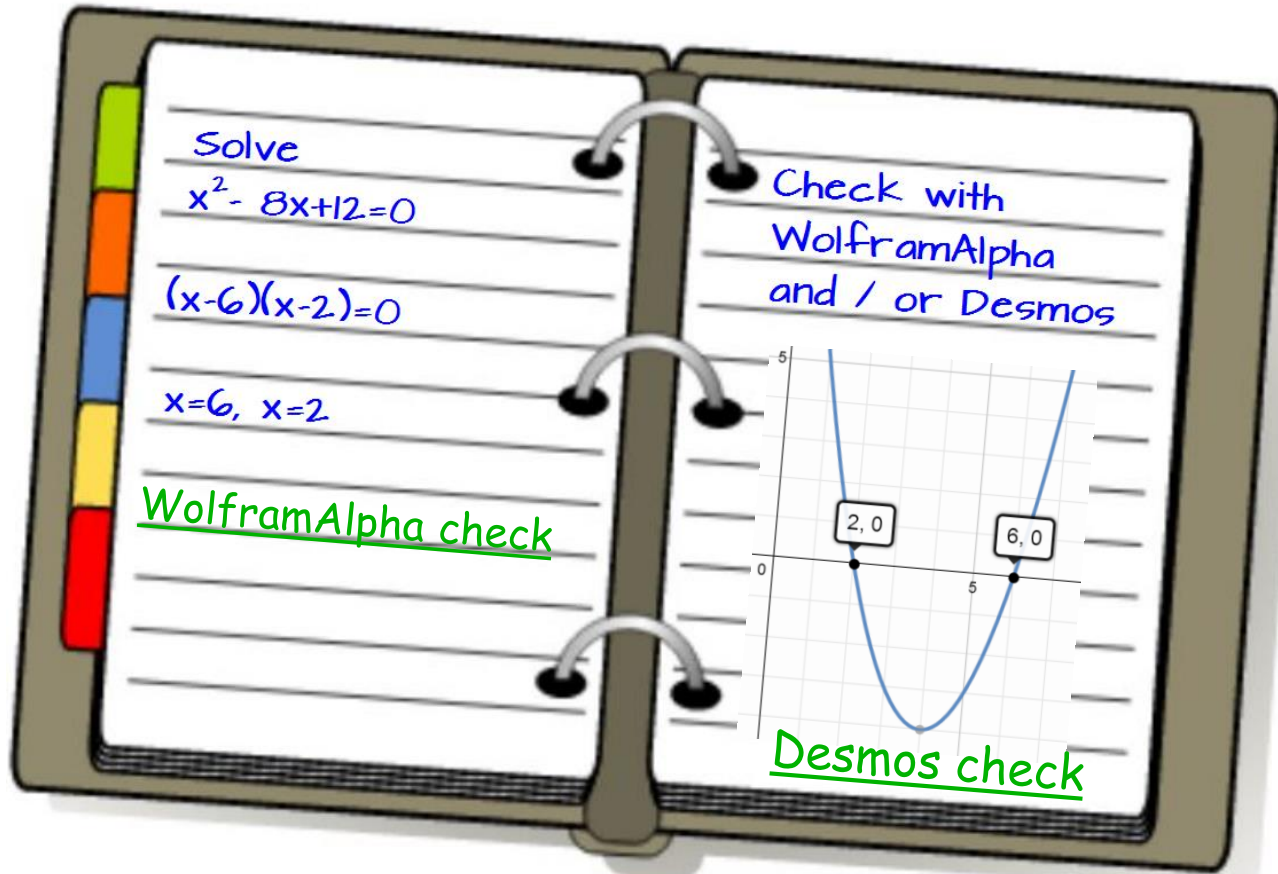 Solve
x²- 8x+12=0
(x-6)(x-2)=0
x=6, x=2
WolframAlpha check
Check with
WolframAlpha
and / or Desmos
5
2, 0
6, 0
0
5
Desmos check